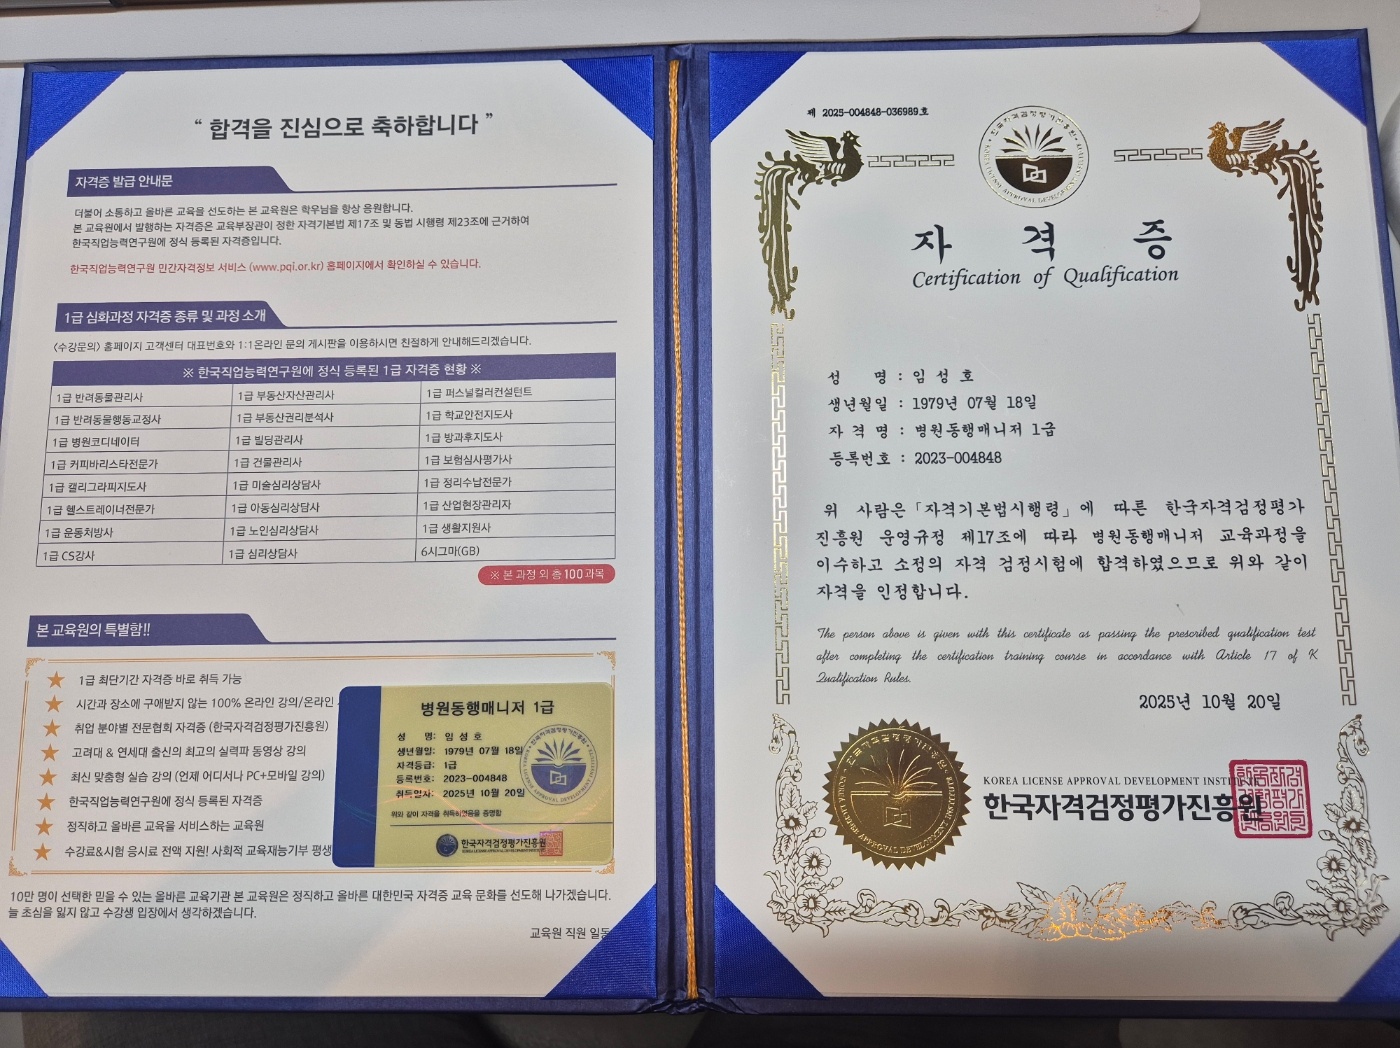 “ 합격을 진심으로 축하합니다 ”
자격증 발급 안내문
더불어 소통하고 올바른 교육을 선도하는 본 교육원은 학우님을 항상 응원합니다.
본 교육원에서 발행하는 자격증은 교육부장관이 정한 자격기본법 제17조 및 동법 시행령 제23조에 근거하여
한국직업능력연구원에 정식 등록된 자격증입니다.
한국직업능력연구원 민간자격정보 서비스 (www.pqi.or.kr) 홈페이지에서 확인하실 수 있습니다.
1급 심화과정 자격증 종류 및 과정 소개
<수강문의> 홈페이지 고객센터 대표번호와 1:1온라인 문의 게시판을 이용하시면 친절하게 안내해드리겠습니다.
※ 한국직업능력연구원에 정식 등록된 1급 자격증 현황 ※
1급 반려동물관리사 1급 부동산자산관리사 1급 퍼스널컬러컨설턴트
1급 반려동물행동교정사 1급 부동산권리분석사 1급 학교안전지도사
1급 병원코디네이터 1급 빌딩관리사 1급 방과후지도사
1급 커피바리스타전문가 1급 건물관리사 1급 보험심사평가사
1급 캘리그라피지도사 1급 미술심리상담사 1급 정리수납전문가
1급 헬스트레이너전문가 1급 아동심리상담사 1급 산업현장관리자
1급 운동처방사 1급 노인심리상담사 1급 생활지원사
1급 CS강사 1급 심리상담사 6시그마(GB)
※ 본 과정 외 총 100과목
본 교육원의 특별함!!
1급 최단기간 자격증 바로 취득 가능
시간과 장소에 구애받지 않는 100% 온라인 강의/온라인
취업 분야별 전문협회 자격증 (한국자격검정평가진흥원)
고려대 & 연세대 출신의 최고의 실력파 동영상 강의
최신 맞춤형 실습 강의 (언제 어디서나 PC+모바일 강의)
한국직업능력연구원에 정식 등록된 자격증
정직하고 올바른 교육을 서비스하는 교육원
수강료&시험 응시료 전액 지원! 사회적 교육재능기부 평생
병원동행매니저 1급
성 명: 임 성 호
생년월일: 1979년 07월 18일
자격등급: 1급
등록번호: 2023-004848
취득일자: 2025년 10월 20일
위와 같이 자격을 취득하였음을 증명함
한국자격검정평가진흥원
10만 명이 선택한 믿을 수 있는 올바른 교육기관 본 교육원은 정직하고 올바른 대한민국 자격증 교육 문화를 선도해 나가겠습니다.
늘 초심을 잃지 않고 수강생 입장에서 생각하겠습니다.
교육원 직원 일동
제 2025-004848-036989호
자 격 증
Certification of Qualification
성 명 : 임 성 호
생년월일 : 1979년 07월 18일
자 격 명 : 병원동행매니저 1급
등록번호 : 2023-004848
위 사람은「자격기본법시행령」에 따른 한국자격검정평가
진흥원 운영규정 제17조에 따라 병원동행매니저 교육과정을
이수하고 소정의 자격 검정시험에 합격하였으므로 위와 같이
자격을 인정합니다.
The person above is given with this certificate as passing the prescribed qualification test
after completing the certification training course in accordance with Article 17 of K
Qualification Rules.
2025년 10월 20일
KOREA LICENSE APPROVAL DEVELOPMENT INSTITUTE
한국자격검정평가진흥원